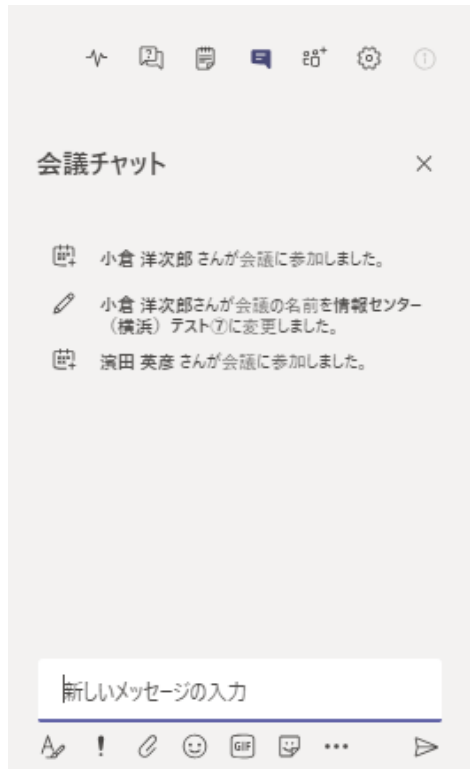 会議チャット
小倉 洋次郎 さんが会議に参加しました。
小倉 洋次郎さんが会議の名前を情報センター
（横浜）テスト⑦に変更しました。
濱田 英彦 さんが会議に参加しました。
新しいメッセージの入力
GIF